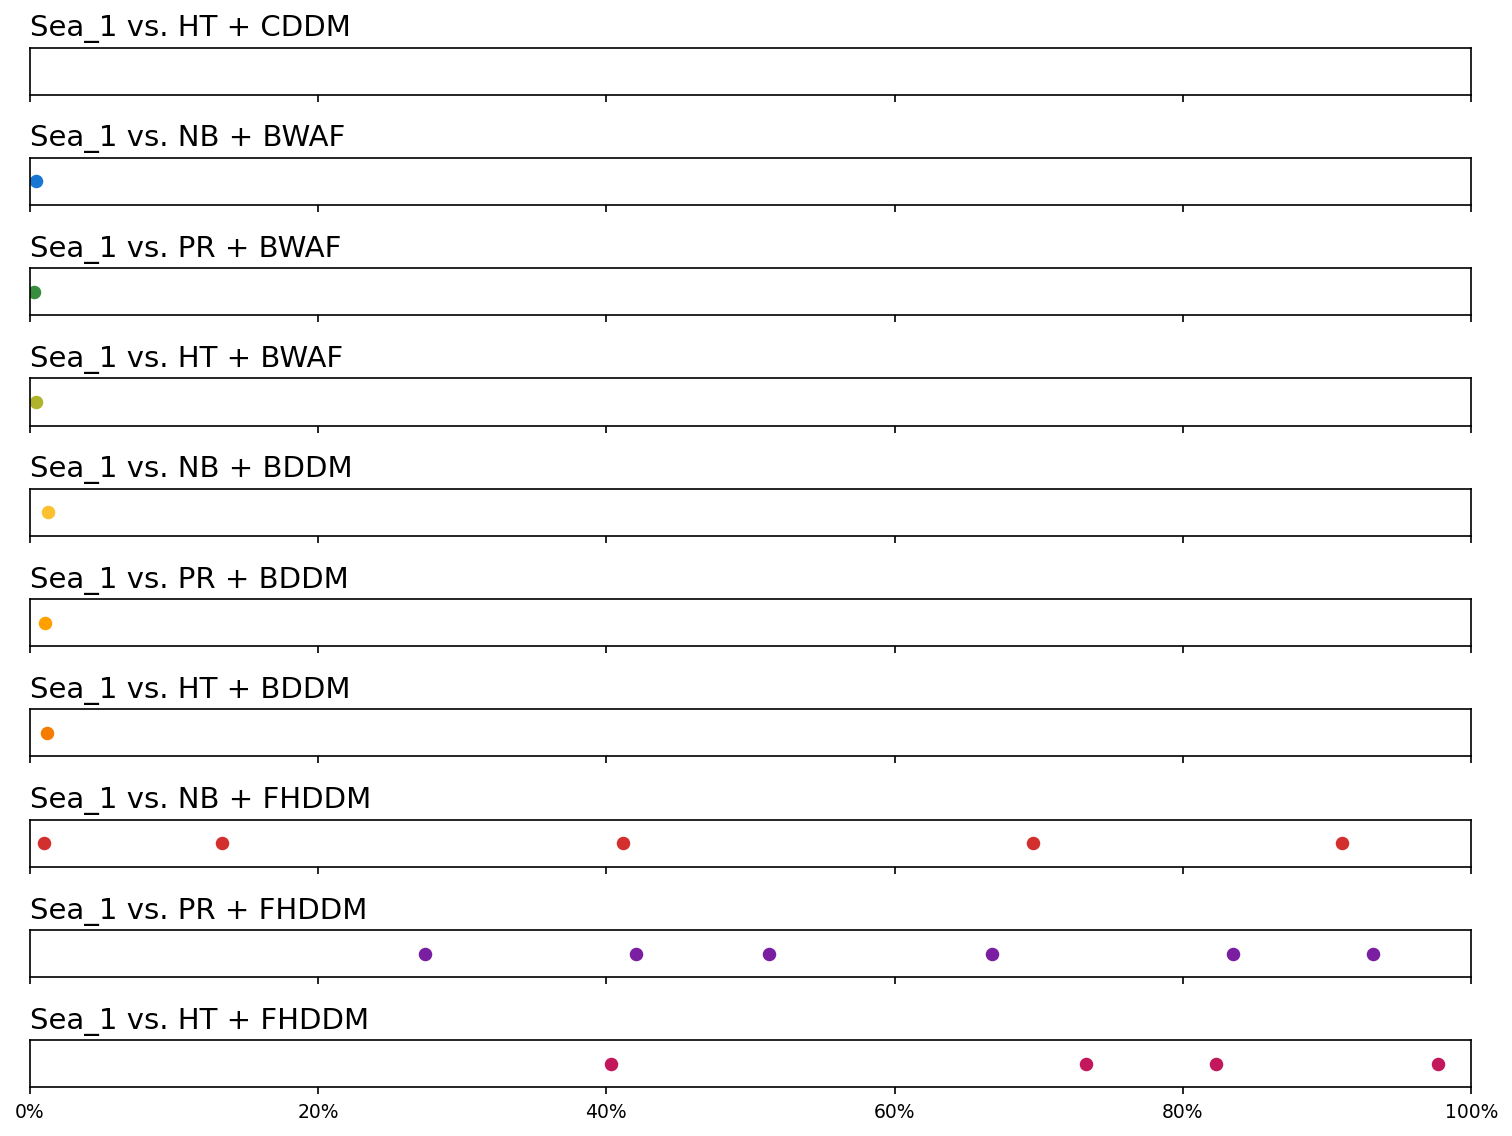 Sea_1 vs. HT + CDDM
Sea_1 vs. NB + BWAF
Sea_1 vs. PR + BWAF
Sea_1 vs. HT + BWAF
Sea_1 vs. NB + BDDM
Sea_1 vs. PR + BDDM
Sea_1 vs. HT + BDDM
Sea_1 vs. NB + FHDDM
Sea_1 vs. PR + FHDDM
Sea_1 vs. HT + FHDDM
0% 20% 40% 60% 80% 100%